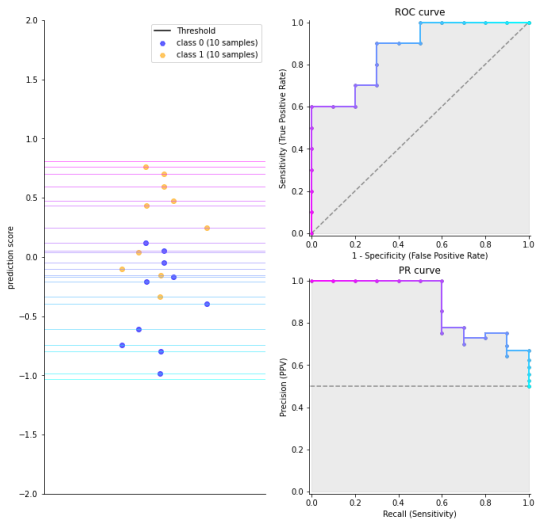 2.0
1.5
1.0
0.5
0.0
−0.5
−1.0
−1.5
−2.0
prediction score
Threshold
class 0 (10 samples)
class 1 (10 samples)
ROC curve
1.0
0.8
0.6
0.4
0.2
0.0
Sensitivity (True Positive Rate)
0.0 0.2 0.4 0.6 0.8 1.0
1 - Specificity (False Positive Rate)
PR curve
1.0
0.8
0.6
0.4
0.2
0.0
Precision (PPV)
0.0 0.2 0.4 0.6 0.8 1.0
Recall (Sensitivity)